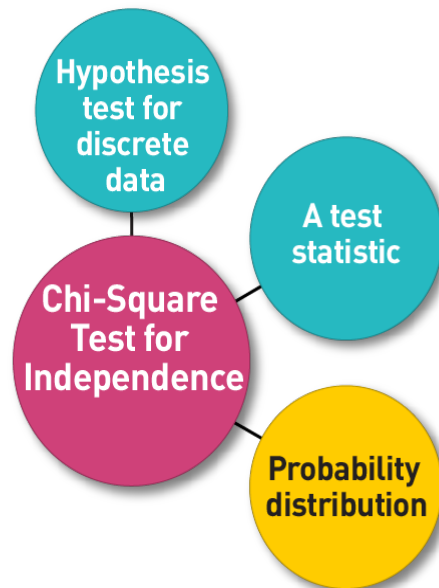 Hypothesis
test for
discrete
data
A test
statistic
Chi-Square
Test for
Independence
Probability
distribution